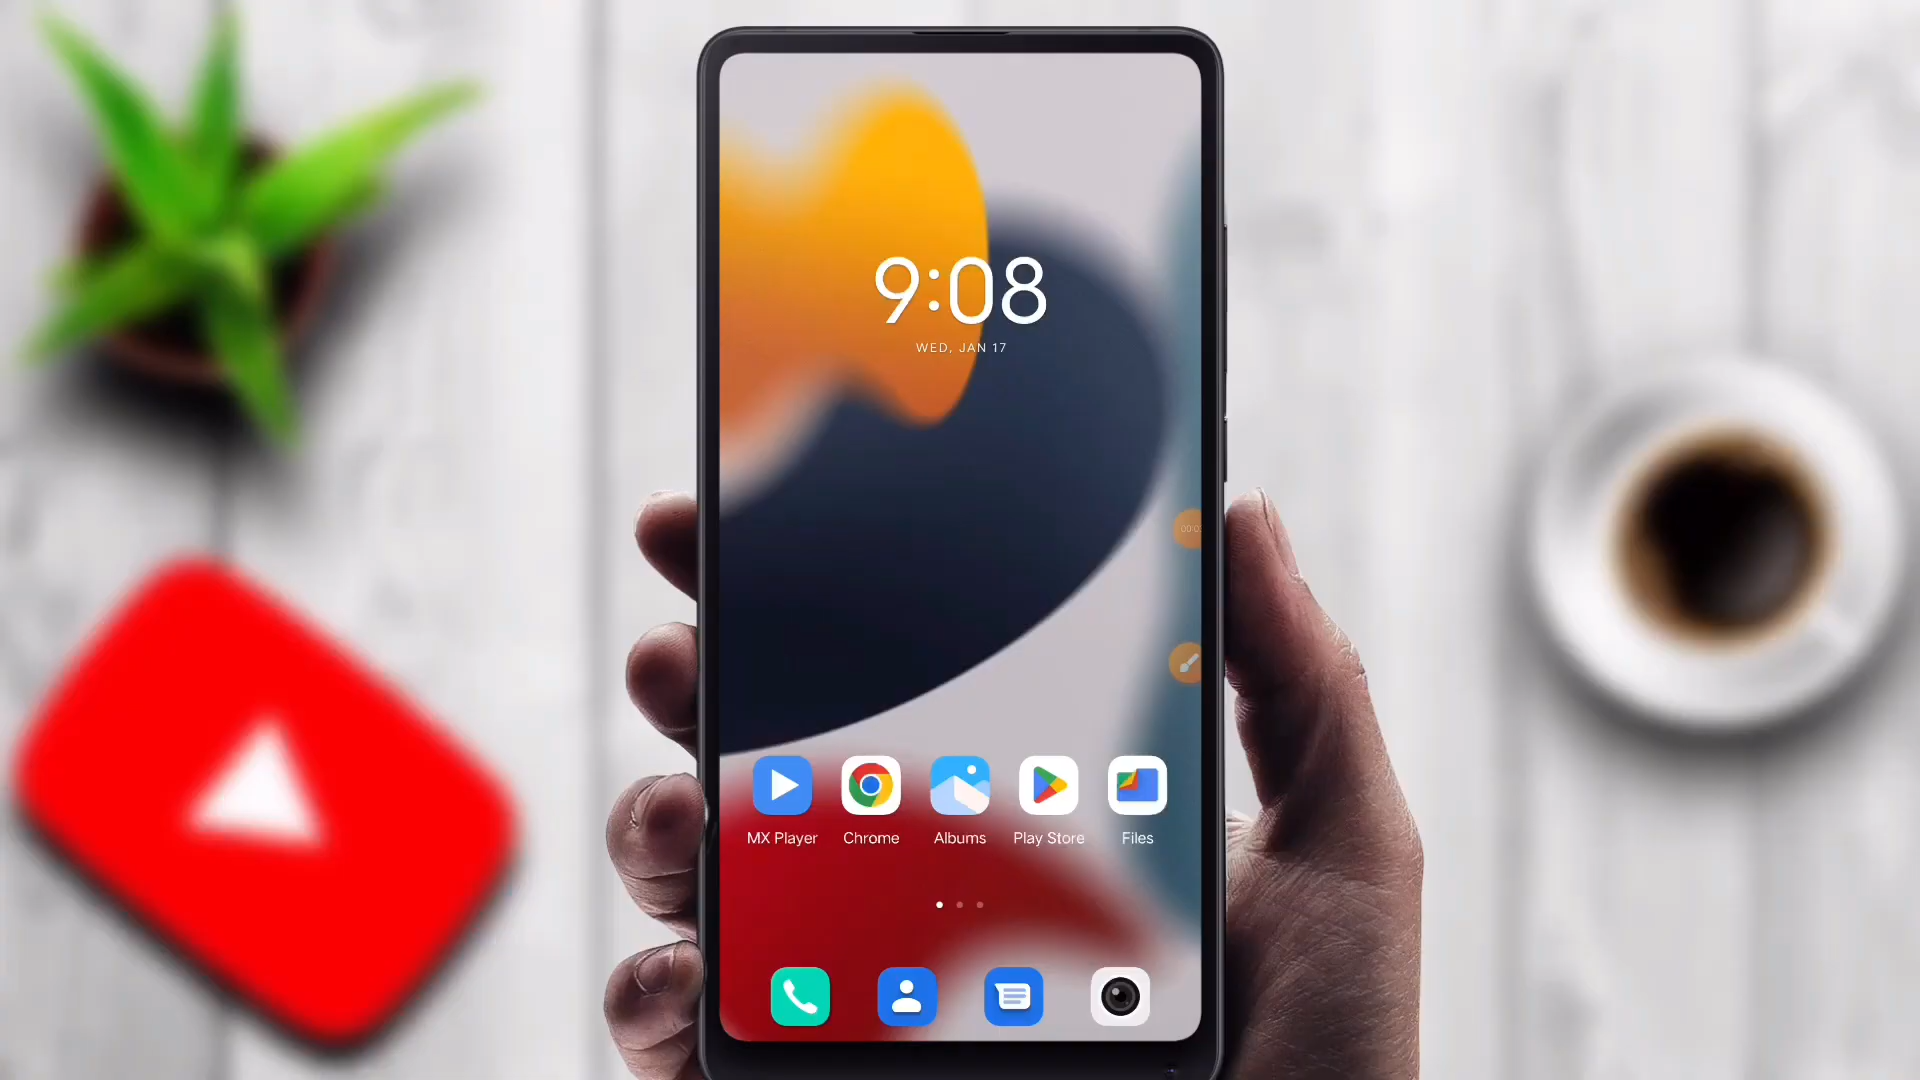 9:08
WED, JAN 17
MX Player
Chrome
Albums
Play Store
Files